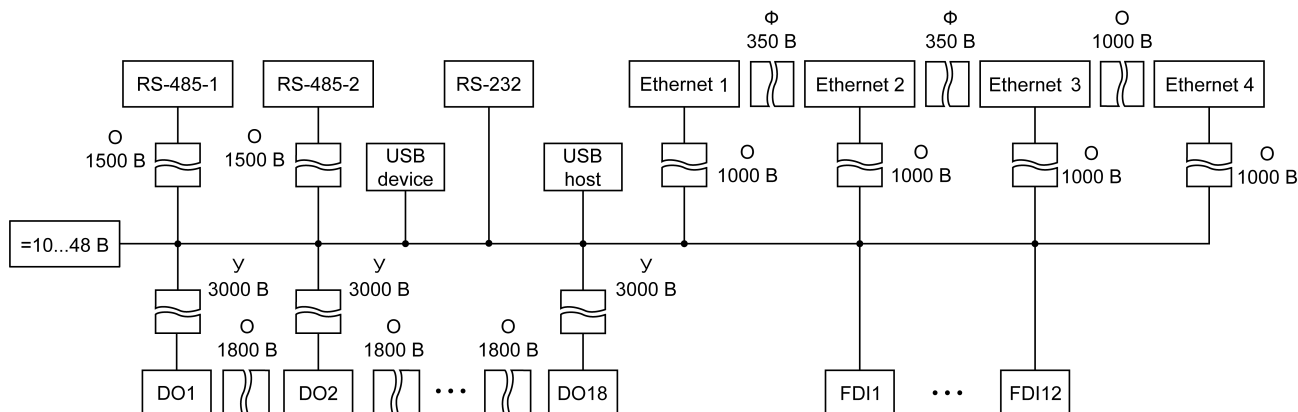 Ф
350 В
Ф
350 В
О
1000 В
RS-485-1
RS-485-2
RS-232
Ethernet 1
Ethernet 2
Ethernet 3
Ethernet 4
О
1500 В
О
1500 В
USB
device
USB
host
О
1000 В
О
1000 В
О
1000 В
О
1000 В
=10...48 В
У
3000 В
У
3000 В
У
3000 В
О
1800 В
О
1800 В
О
1800 В
DO1
DO2
...
DO18
FDI1
...
FDI12